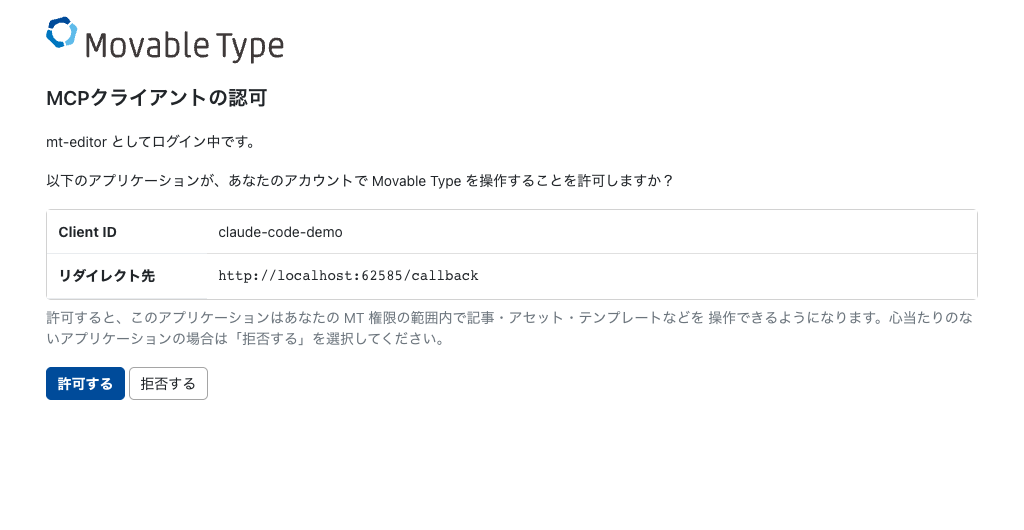 Movable Type
MCPクライアントの認可
mt-editor としてログイン中です。
以下のアプリケーションが、あなたのアカウントで Movable Type を操作することを許可しますか？
Client ID claude-code-demo
リダイレクト先 http://localhost:62585/callback
許可すると、このアプリケーションはあなたの MT 権限の範囲内で記事・アセット・テンプレートなどを 操作できるようになります。心当たりのな
いアプリケーションの場合は「拒否する」を選択してください。
許可する 拒否する